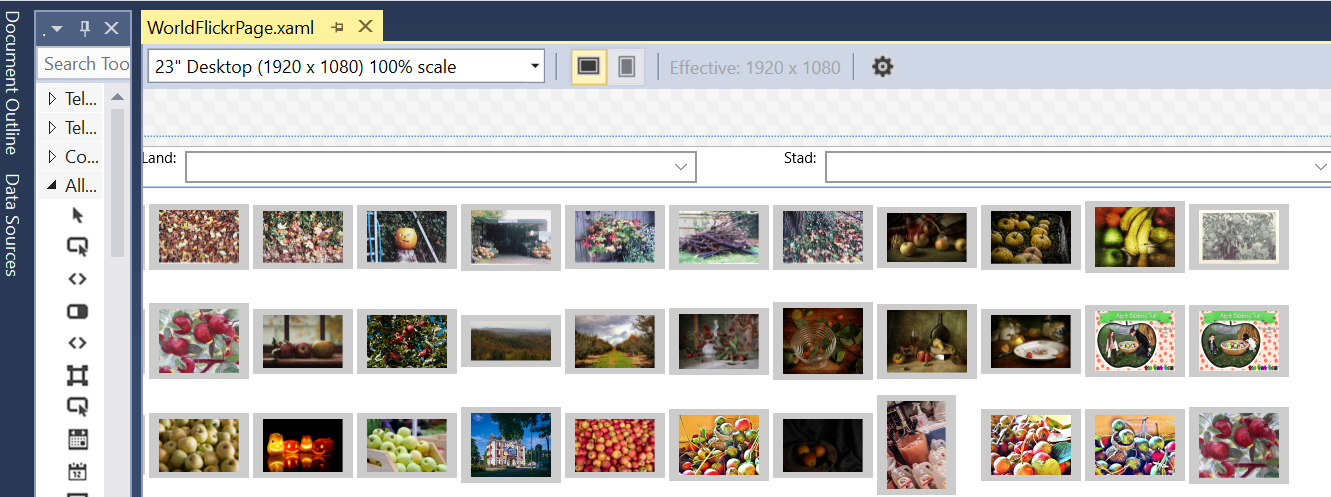 WorldFlickrPage.xaml
Search Too
23" Desktop (1920 x 1080) 100% scale
Effective: 1920 x 1080
Document Outline
Data Sources
Tel...
Tel...
Co...
All...
Land:
Stad:
12